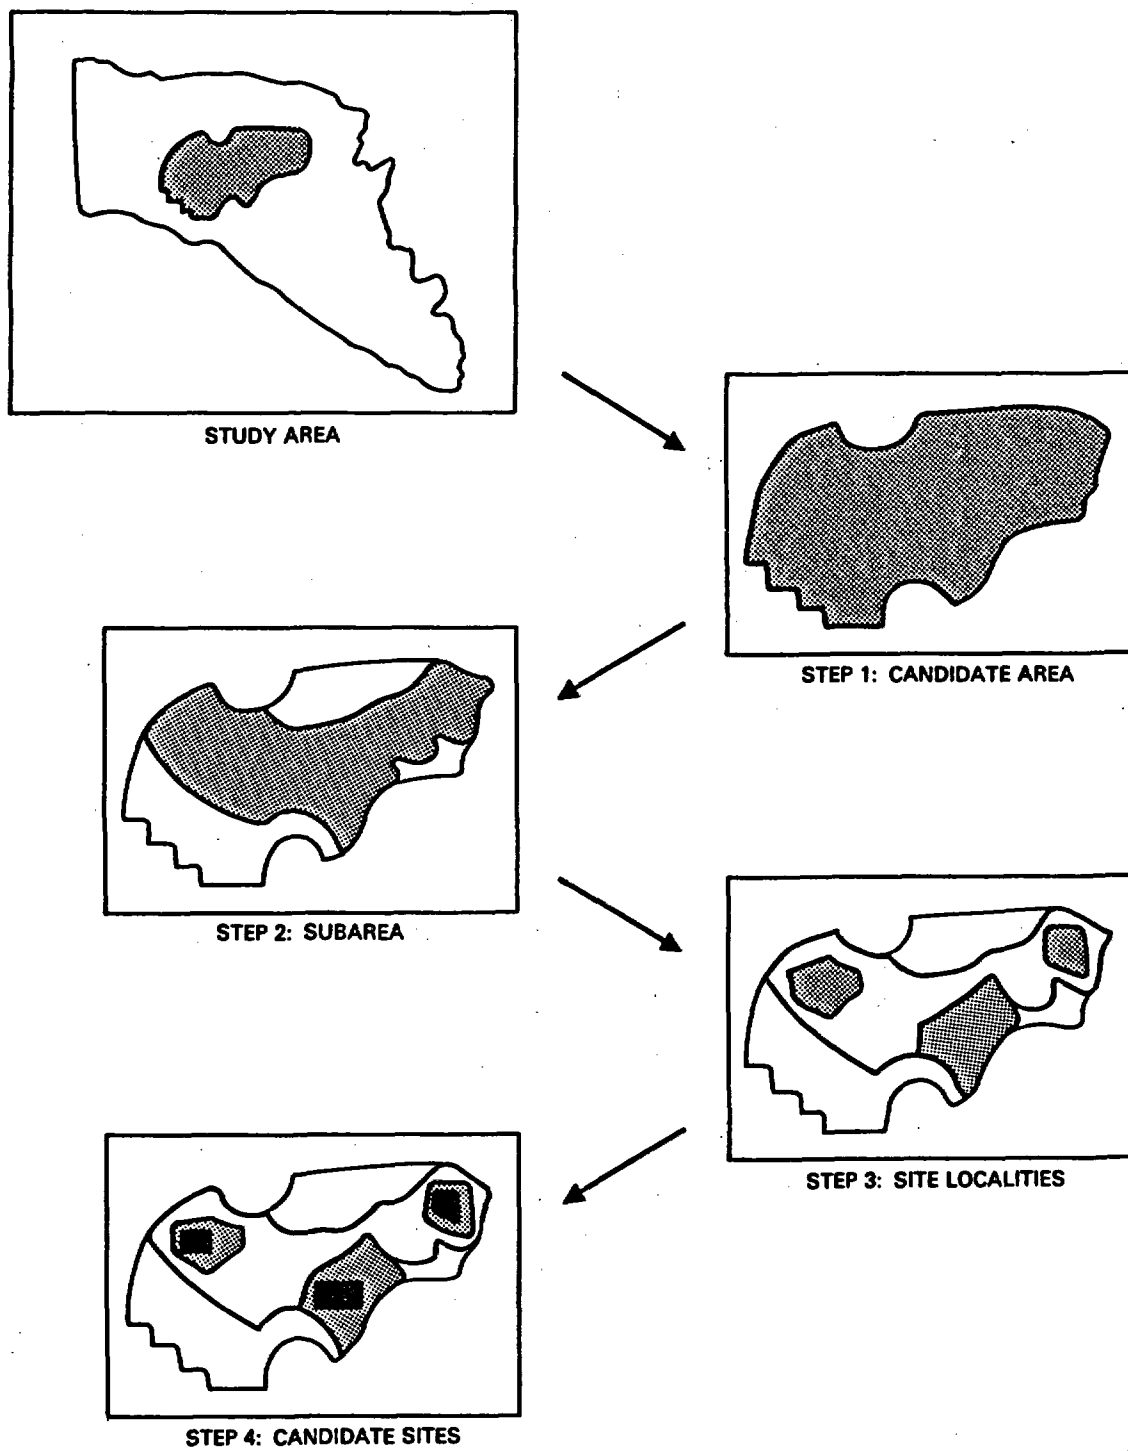 STUDY AREA
STEP 1: CANDIDATE AREA
STEP 2: SUBAREA
STEP 3: SITE LOCALITIES
STEP 4: CANDIDATE SITES